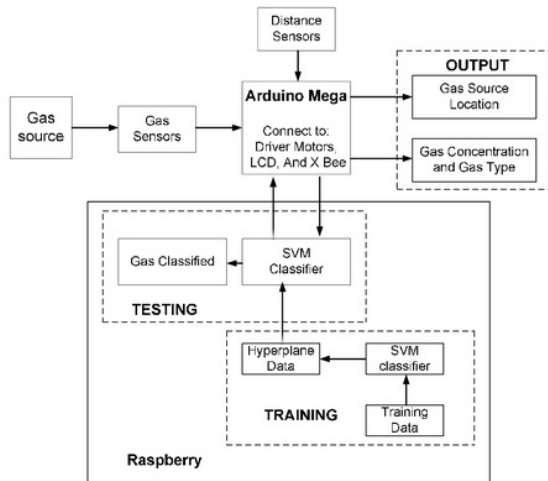 Distance
Sensors
OUTPUT
Gas Source
Location
Arduino Mega
Connect to:
Driver Motors,
LCD, And X Bee
Gas
source
Gas
Sensors
Gas Concentration
and Gas Type
Gas Classified
SVM
Classifier
TESTING
Hyperplane
Data
SVM
classifier
TRAINING
Training
Data
Raspberry